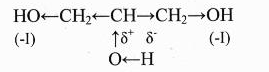 HO←CH₂←CH→CH₂→OH
(-I) ↑δ⁺ δ⁻ (-I)
O←H